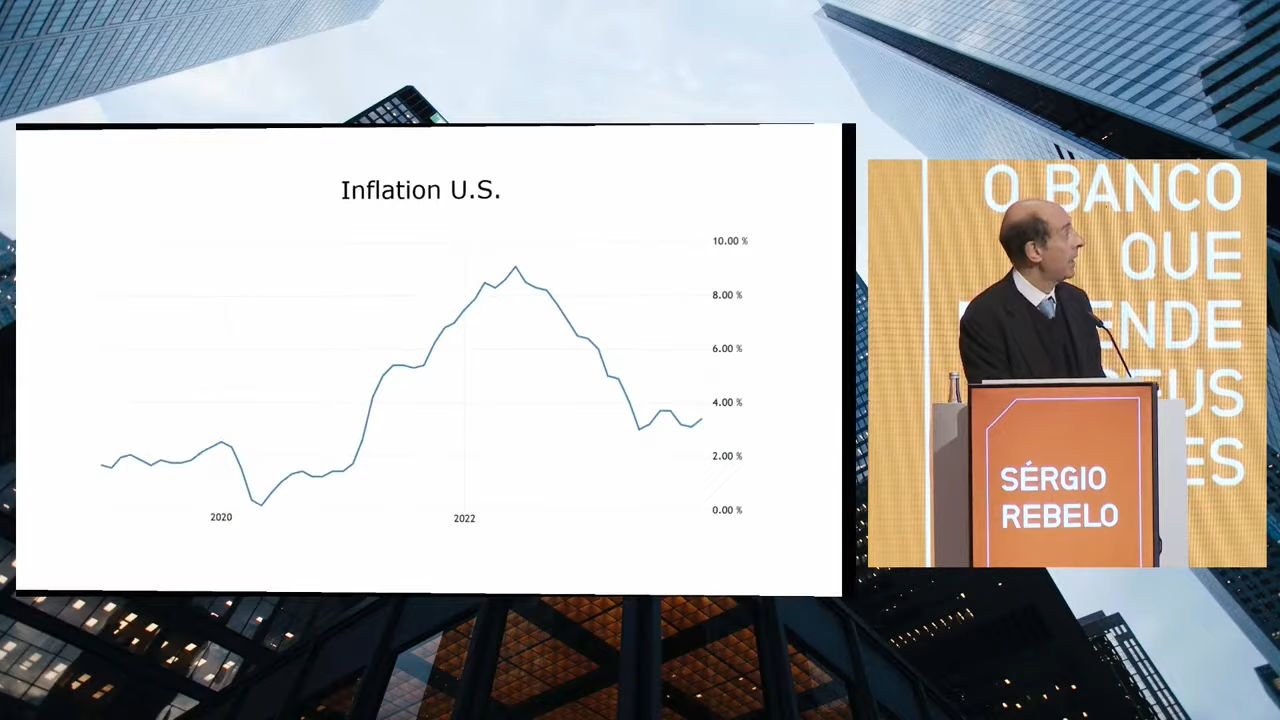 Inflation U.S.
10.00 %
8.00 %
6.00 %
4.00 %
2.00 %
0.00 %
2020
2022
O BANCO
QUE
ENDE
EUS
ES
SÉRGIO
REBELO